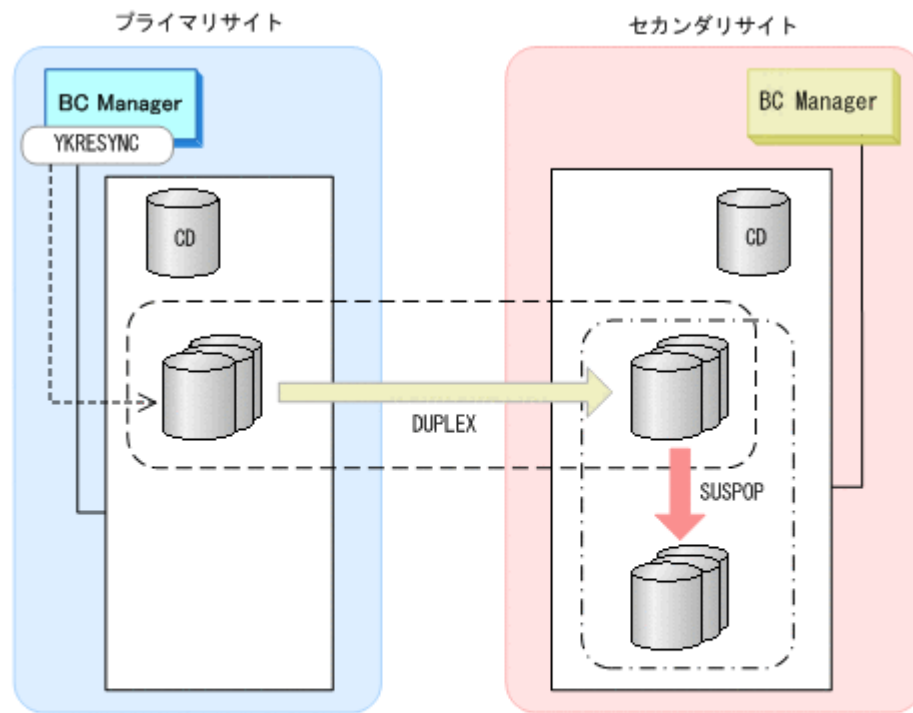 プライマリサイト
セカンダリサイト
BC Manager
YKRESYNC
BC Manager
CD
CD
DUPLEX
SUSPOP